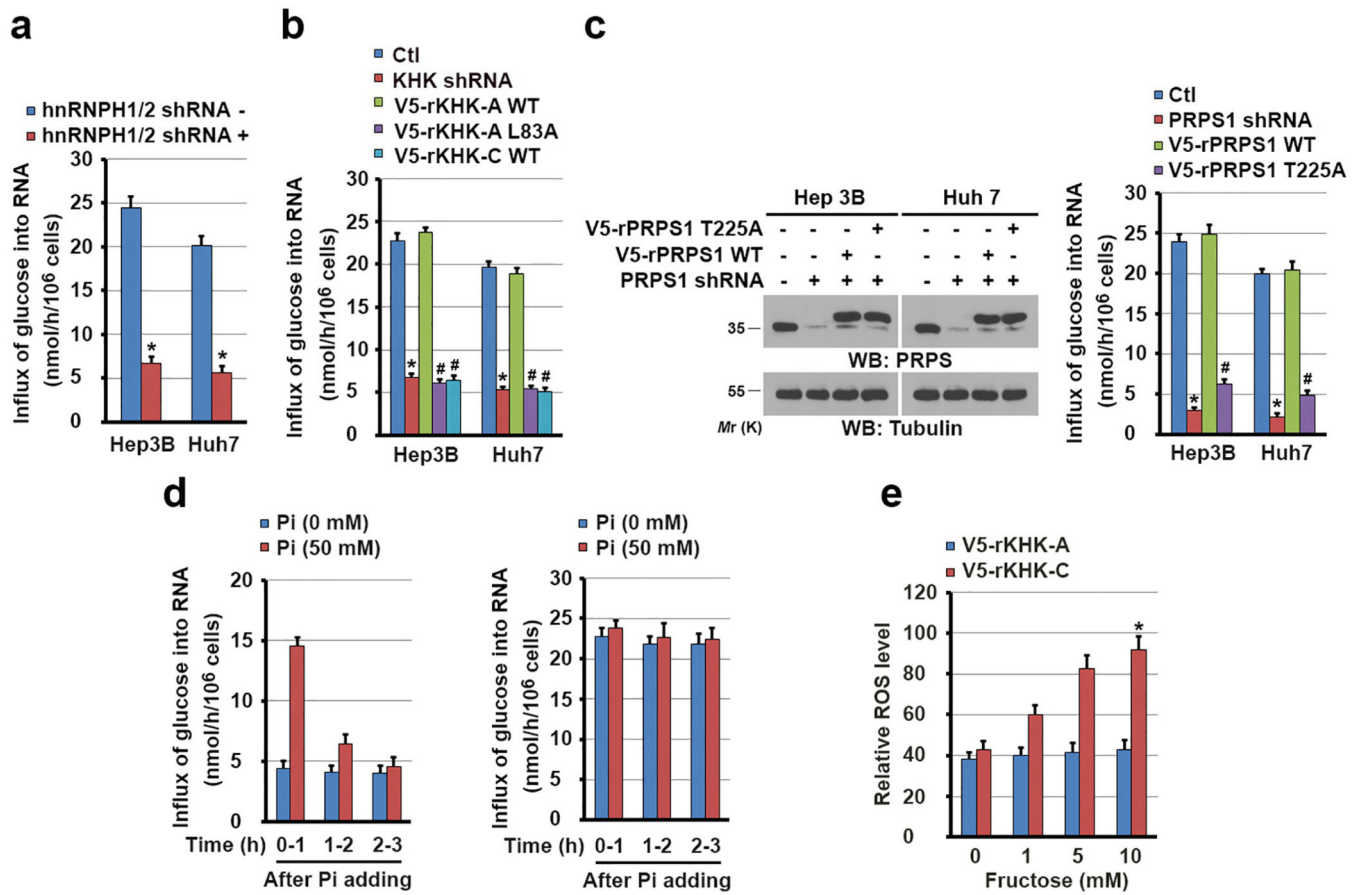 a
hnRNPH1/2 shRNA -
hnRNPH1/2 shRNA +
Influx of glucose into RNA
(nmol/h/10⁶ cells)
30
25
20
15
10
5
0
*
*
Hep3B
Huh7
b
Ctl
KHK shRNA
V5-rKHK-A WT
V5-rKHK-A L83A
V5-rKHK-C WT
Influx of glucose into RNA
(nmol/h/10⁶ cells)
30
25
20
15
10
5
0
* # #
* # #
Hep3B
Huh7
c
Hep 3B
Huh 7
V5-rPRPS1 T225A - - - + - - - +
V5-rPRPS1 WT - - + - - - + -
PRPS1 shRNA - + + + - + + +
35
WB: PRPS
55
Mr (K)
WB: Tubulin
Ctl
PRPS1 shRNA
V5-rPRPS1 WT
V5-rPRPS1 T225A
Influx of glucose into RNA
(nmol/h/10⁶ cells)
30
25
20
15
10
5
0
* #
* #
Hep3B
Huh7
d
Pi (0 mM)
Pi (50 mM)
Influx of glucose into RNA
(nmol/h/10⁶ cells)
20
15
10
5
0
Time (h) 0-1 1-2 2-3
After Pi adding
Pi (0 mM)
Pi (50 mM)
Influx of glucose into RNA
(nmol/h/10⁶ cells)
30
25
20
15
10
5
0
Time (h) 0-1 1-2 2-3
After Pi adding
e
V5-rKHK-A
V5-rKHK-C
Relative ROS level
120
100
80
60
40
20
0
*
0 1 5 10
Fructose (mM)